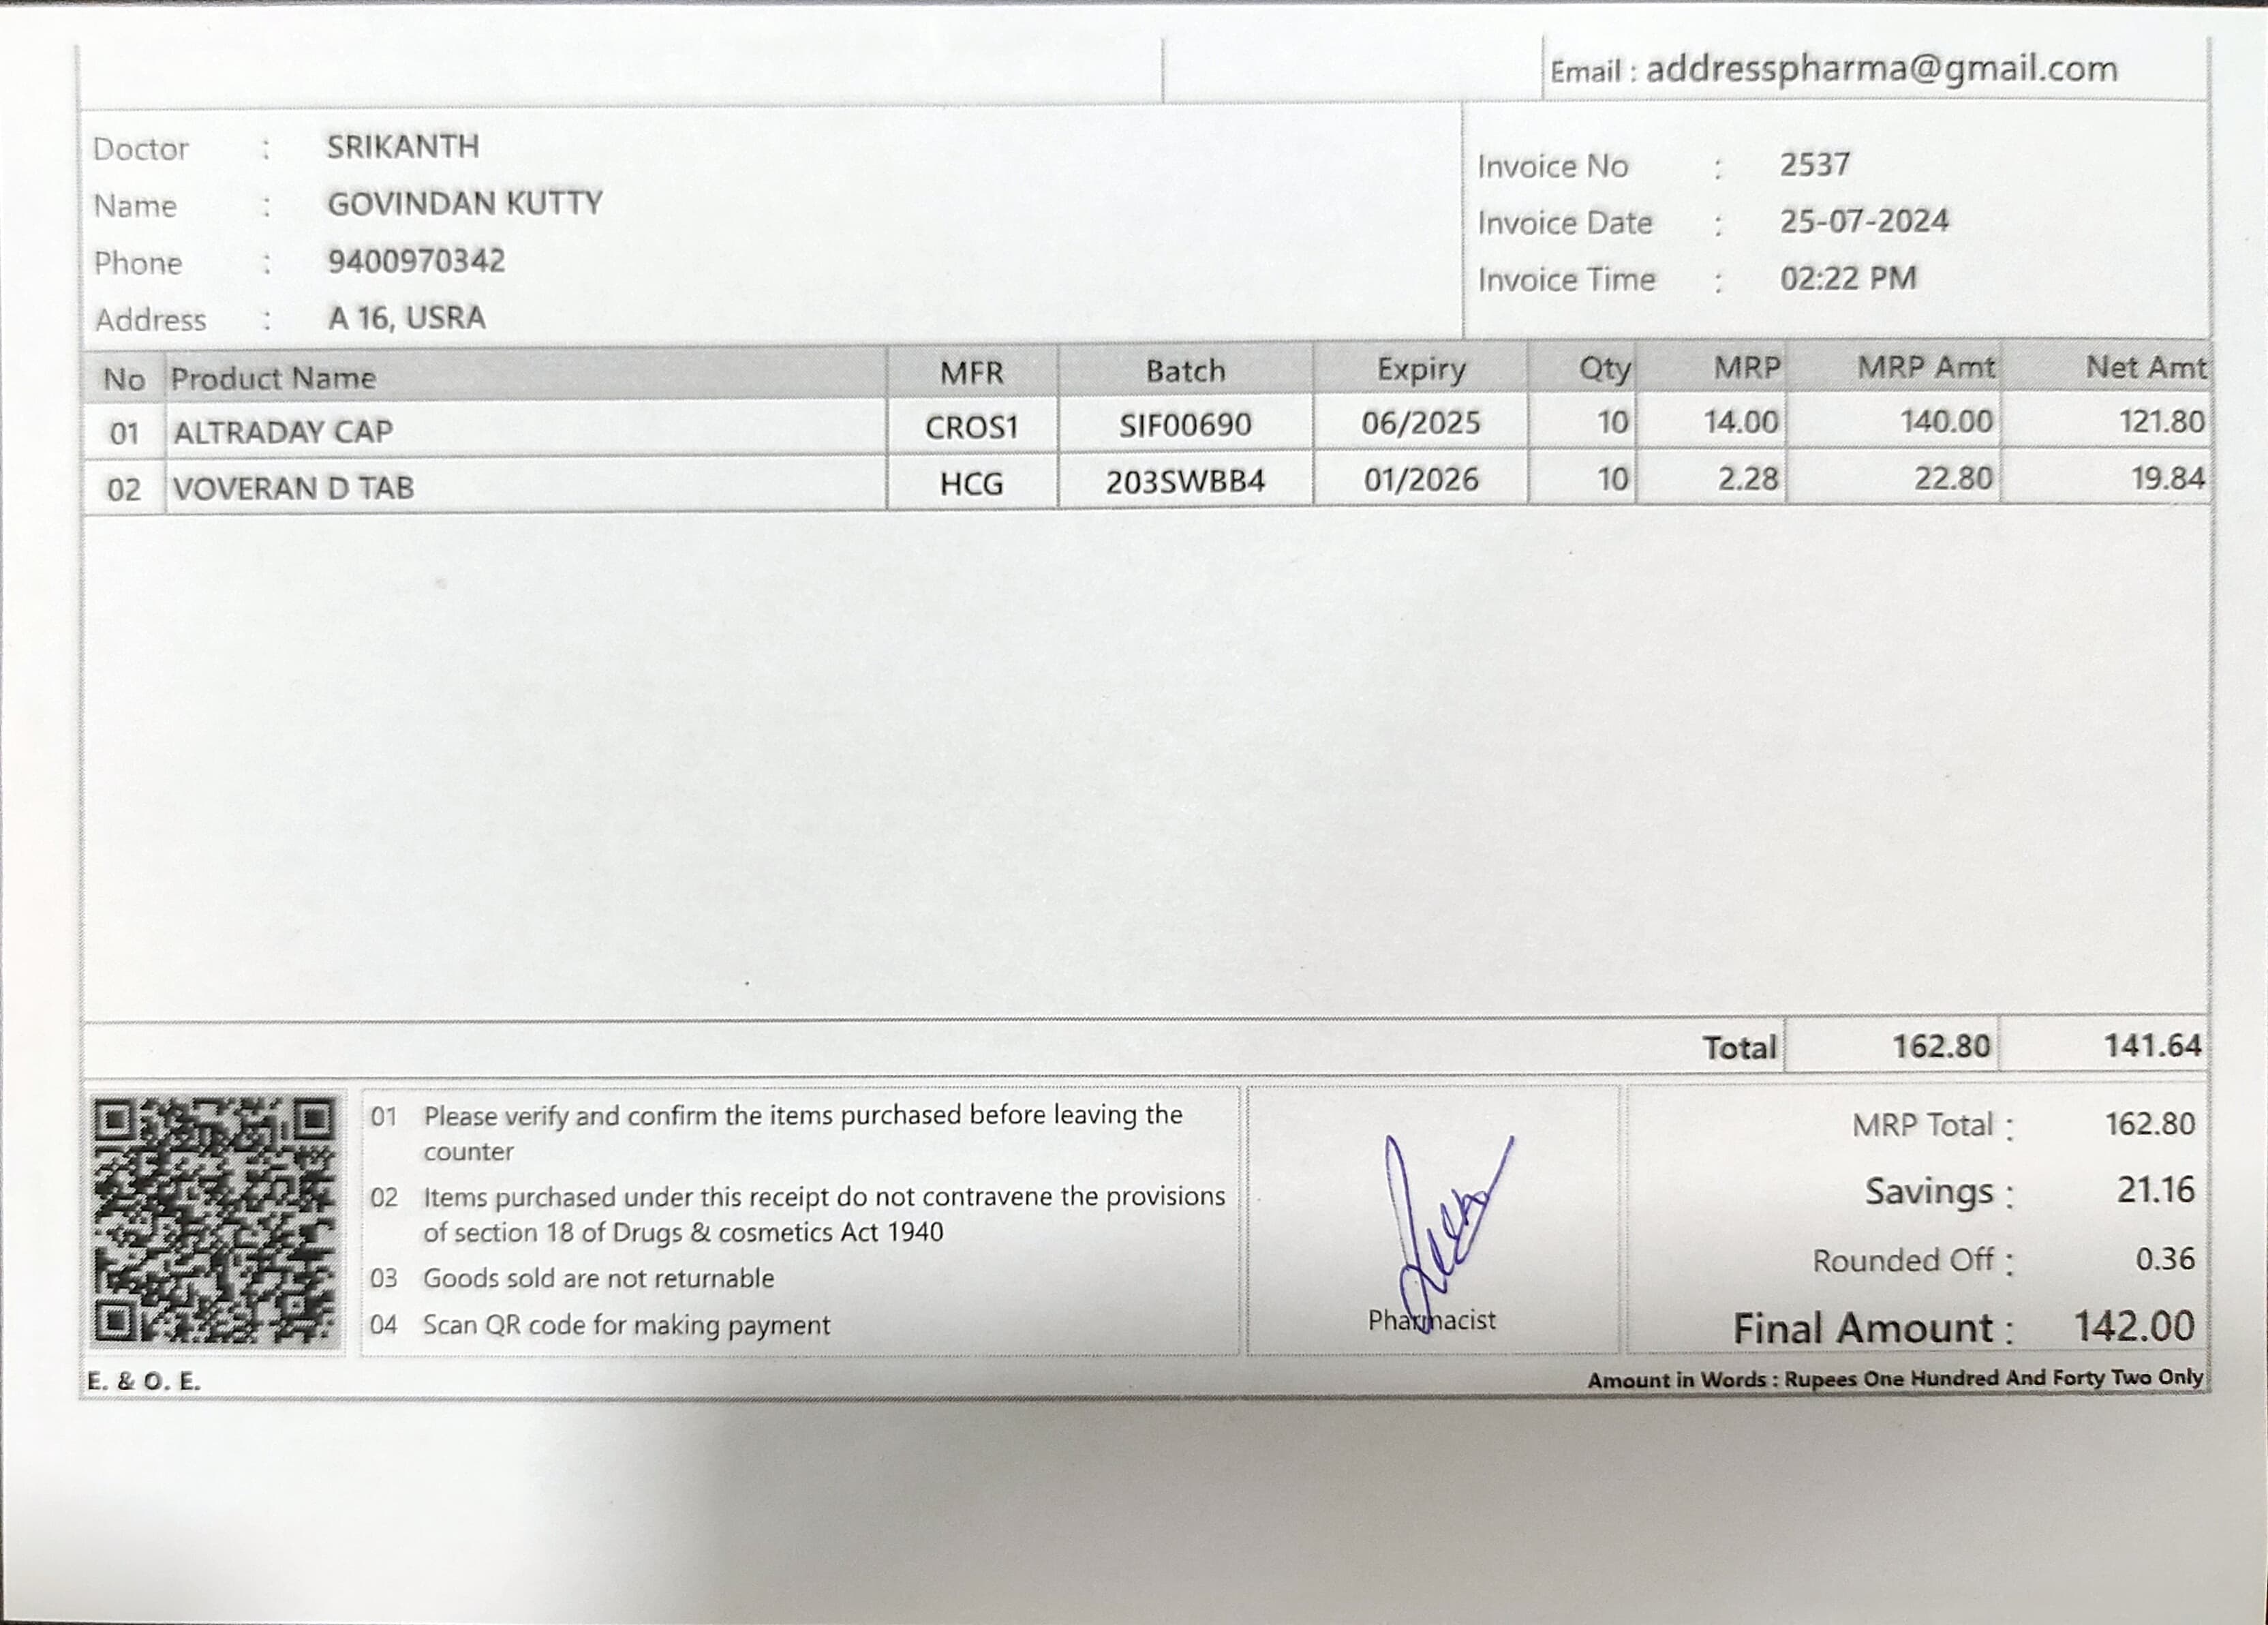 Email : addresspharma@gmail.com
Doctor : SRIKANTH
Name : GOVINDAN KUTTY
Phone : 9400970342
Address : A 16, USRA
Invoice No : 2537
Invoice Date : 25-07-2024
Invoice Time : 02:22 PM
No Product Name MFR Batch Expiry Qty MRP MRP Amt Net Amt
01 ALTRADAY CAP CROS1 SIF00690 06/2025 10 14.00 140.00 121.80
02 VOVERAN D TAB HCG 203SWBB4 01/2026 10 2.28 22.80 19.84
Total 162.80 141.64
01 Please verify and confirm the items purchased before leaving the
counter
02 Items purchased under this receipt do not contravene the provisions
of section 18 of Drugs & cosmetics Act 1940
03 Goods sold are not returnable
04 Scan QR code for making payment
Pharmacist
MRP Total : 162.80
Savings : 21.16
Rounded Off : 0.36
Final Amount : 142.00
E. & O. E.
Amount in Words : Rupees One Hundred And Forty Two Only